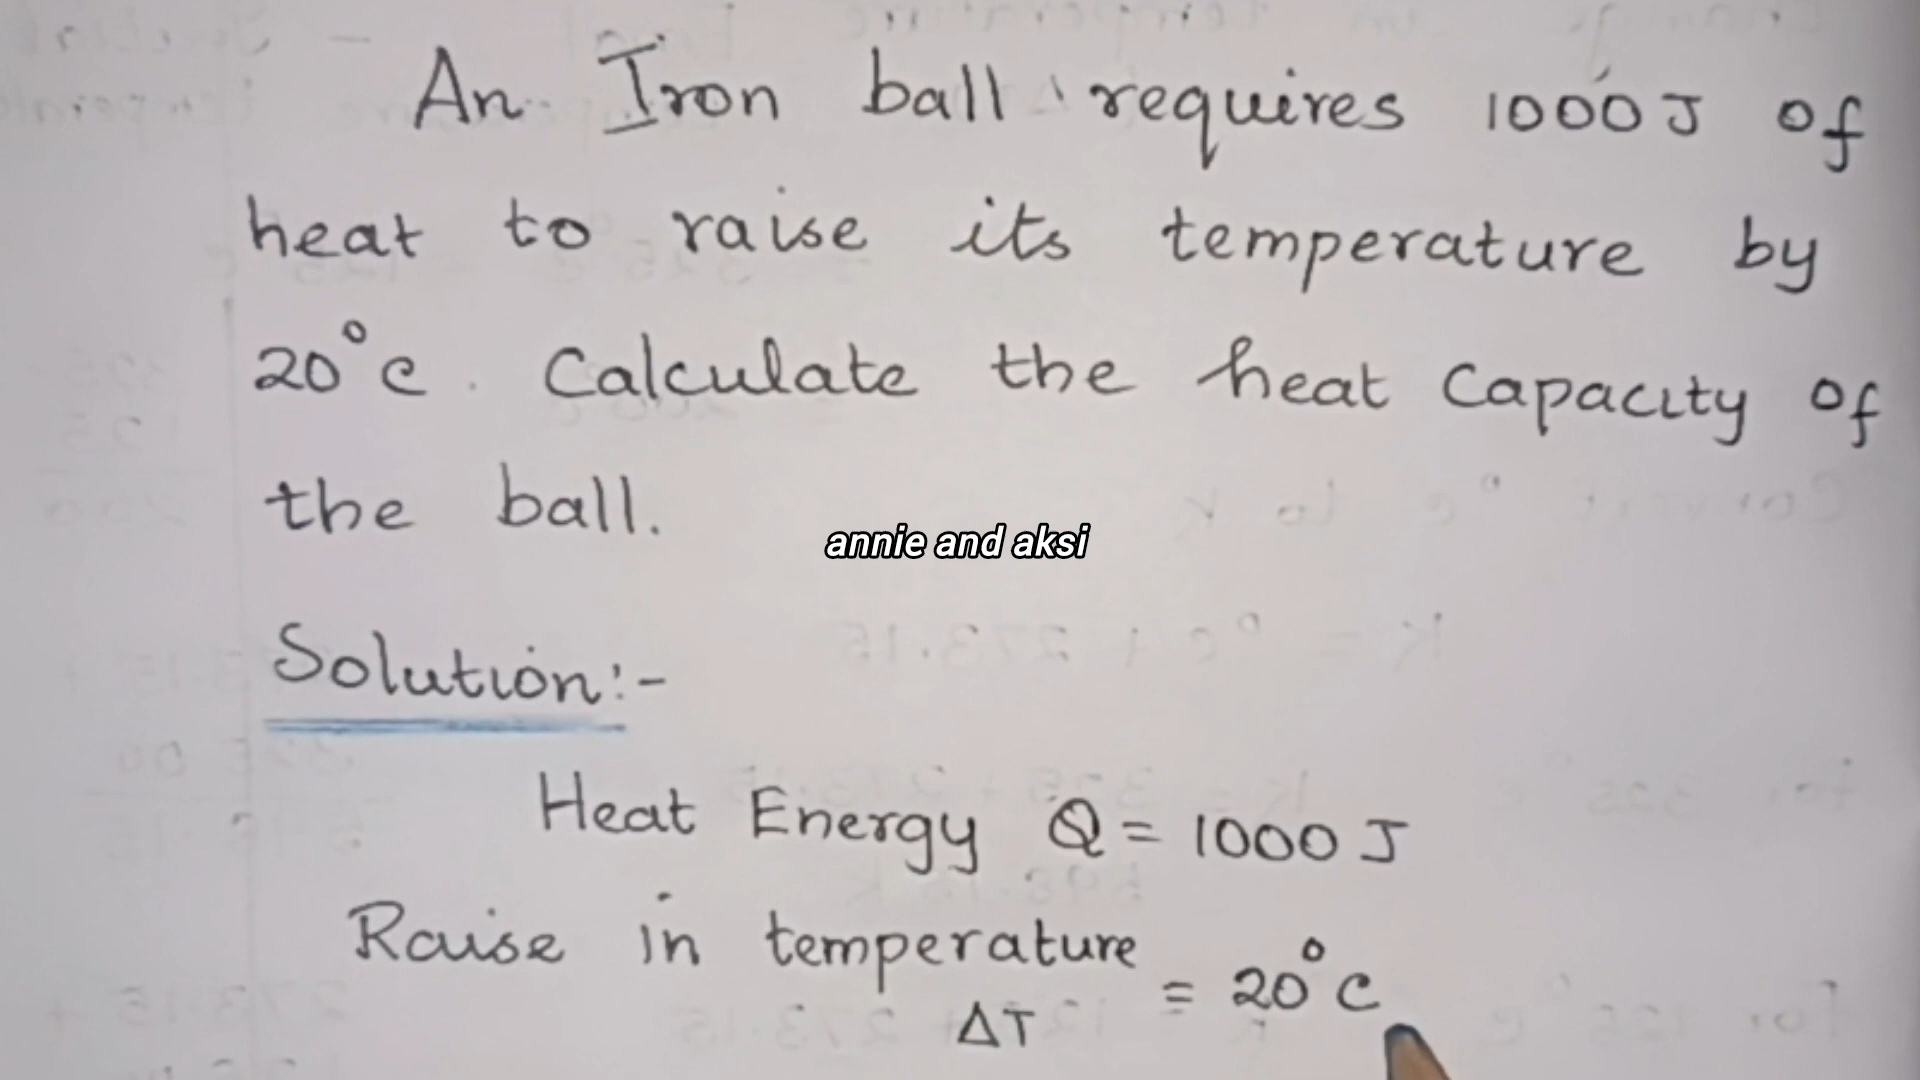 An Iron ball requires 1000 J of
heat to raise its temperature by
20°c. Calculate the heat Capacity of
the ball.
annie and aksi
Solution:-
Heat Energy Q = 1000 J
Raise in temperature
ΔT = 20°C